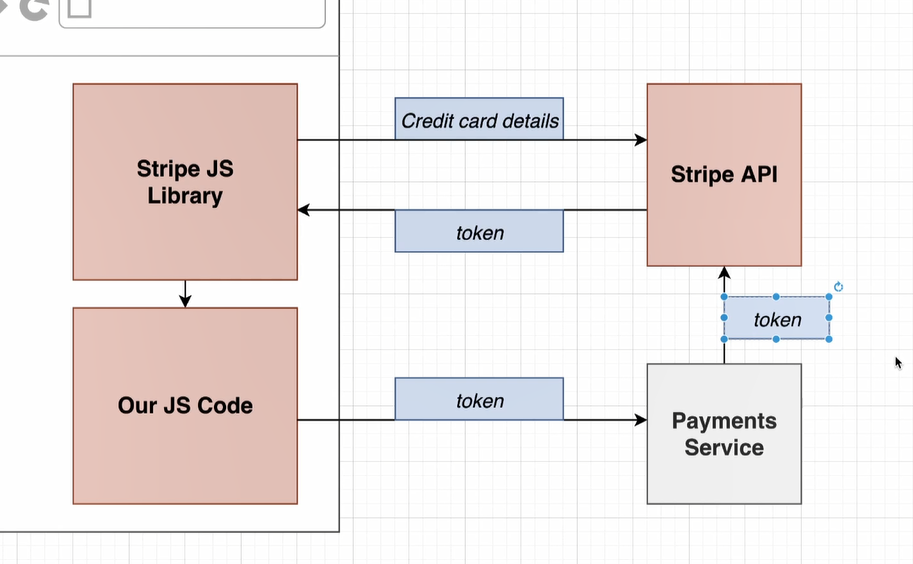 Stripe JS
Library
Credit card details
Stripe API
token
token
Our JS Code
token
Payments
Service